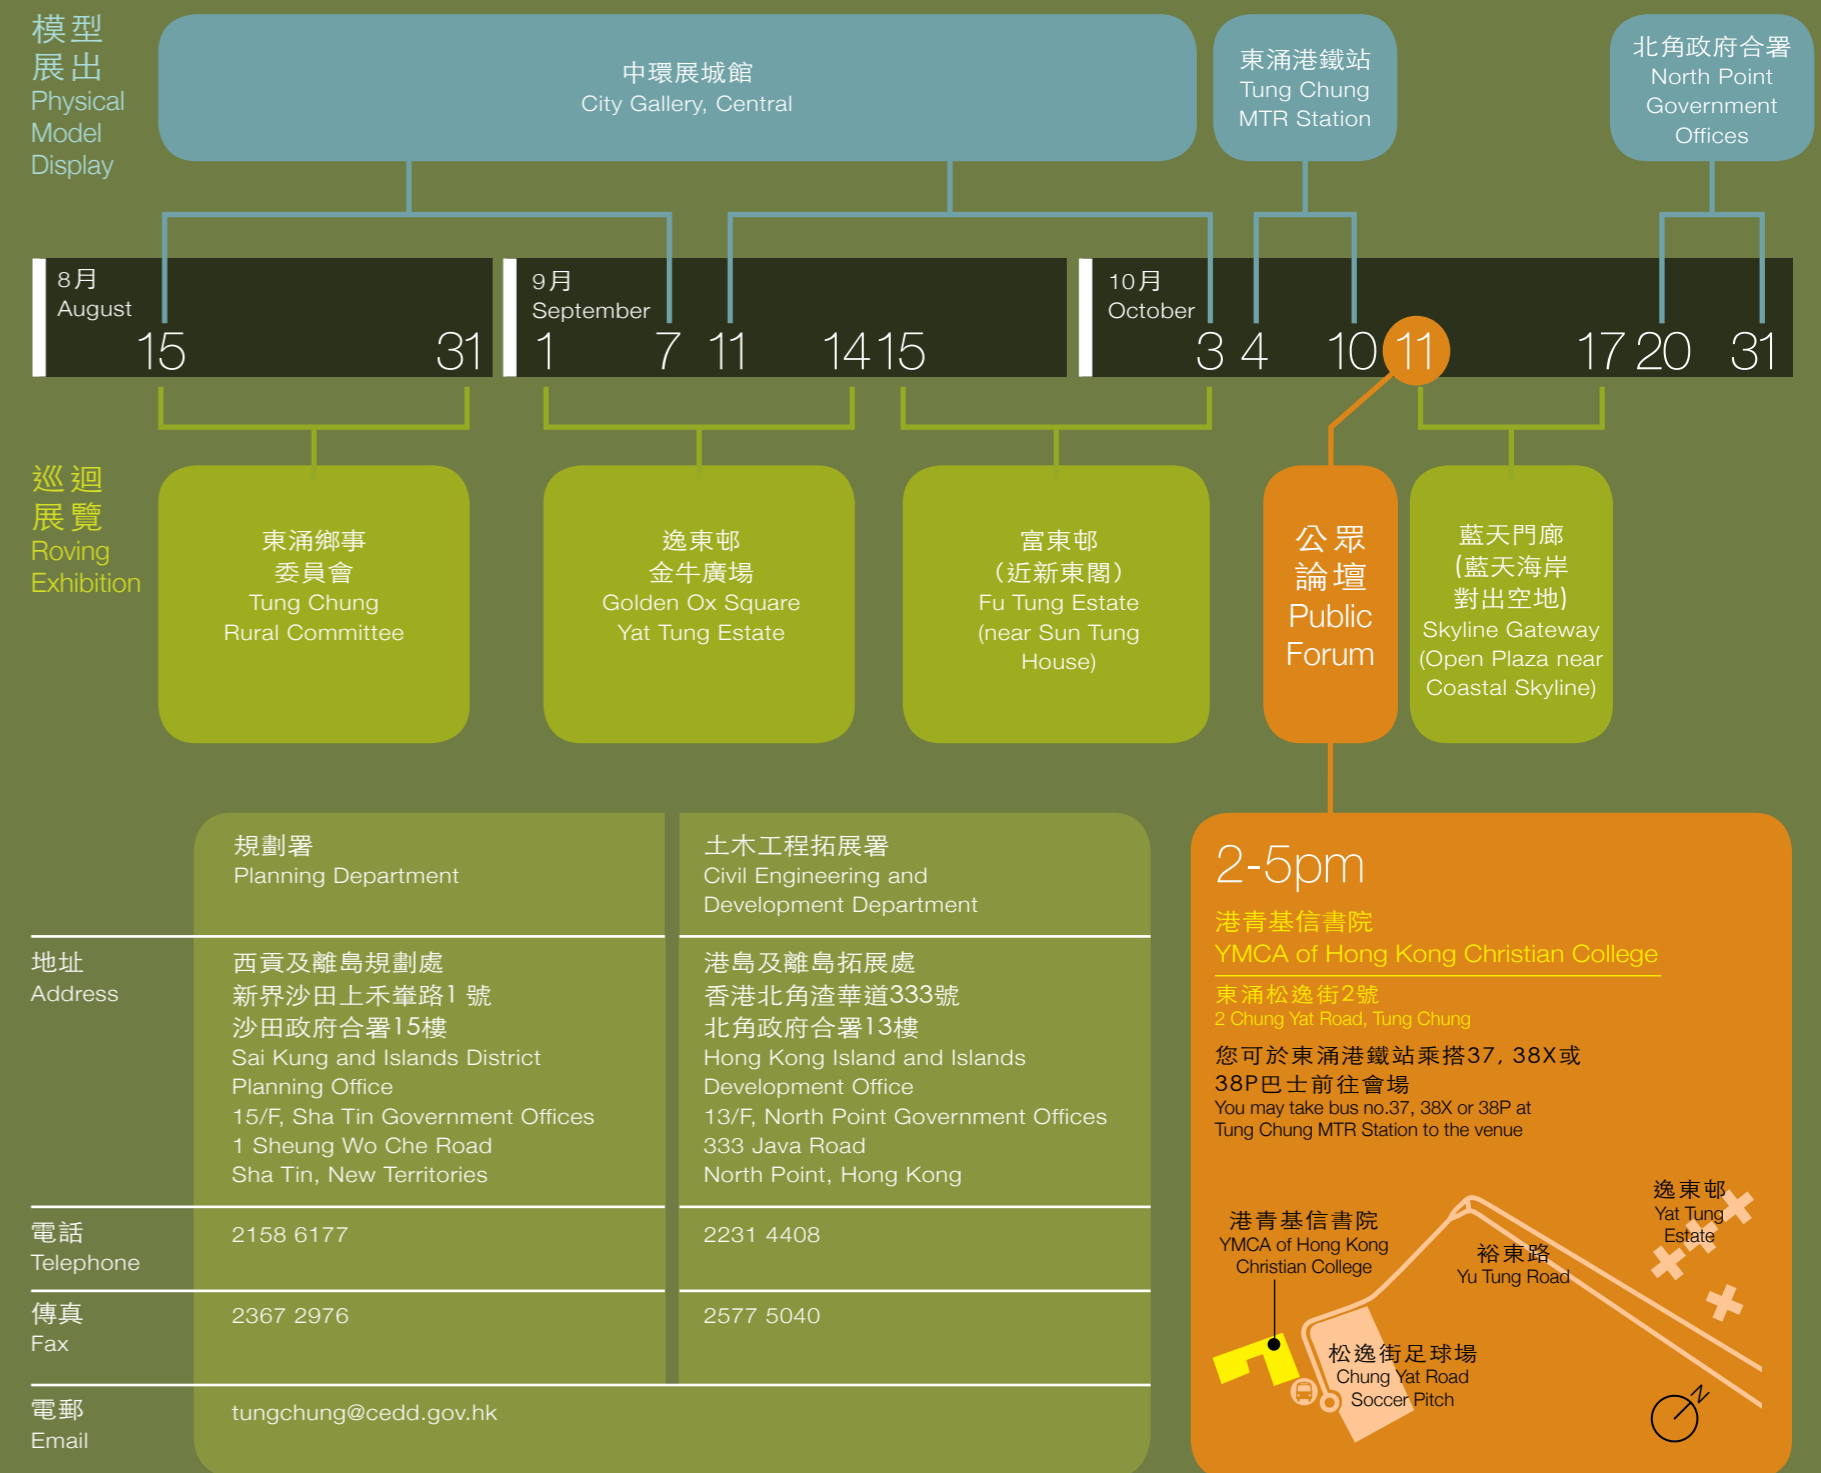 模型
展出
Physical
Model
Display
中環展城館
City Gallery, Central
東涌港鐵站
Tung Chung
MTR Station
北角政府合署
North Point
Government
Offices
8月
August
15
31
9月
September
1
7
11
14
15
10月
October
3
4
10
11
17
20
31
巡迴
展覽
Roving
Exhibition
東涌鄉事
委員會
Tung Chung
Rural Committee
逸東邨
金牛廣場
Golden Ox Square
Yat Tung Estate
富東邨
（近新東閣）
Fu Tung Estate
(near Sun Tung
House)
公眾
論壇
Public
Forum
藍天門廊
(藍天海岸
對出空地)
Skyline Gateway
(Open Plaza near
Coastal Skyline)
規劃署
Planning Department
土木工程拓展署
Civil Engineering and
Development Department
地址
Address
西貢及離島規劃處
新界沙田上禾輋路1 號
沙田政府合署15樓
Sai Kung and Islands District
Planning Office
15/F, Sha Tin Government Offices
1 Sheung Wo Che Road
Sha Tin, New Territories
港島及離島拓展處
香港北角渣華道333號
北角政府合署13樓
Hong Kong Island and Islands
Development Office
13/F, North Point Government Offices
333 Java Road
North Point, Hong Kong
電話
Telephone
2158 6177
2231 4408
傳真
Fax
2367 2976
2577 5040
電郵
Email
tungchung@cedd.gov.hk
2-5pm
港青基信書院
YMCA of Hong Kong Christian College
東涌松逸街2號
2 Chung Yat Road, Tung Chung
您可於東涌港鐵站乘搭37, 38X或
38P巴士前往會場
You may take bus no.37, 38X or 38P at
Tung Chung MTR Station to the venue
逸東邨
Yat Tung
Estate
港青基信書院
YMCA of Hong Kong
Christian College
裕東路
Yu Tung Road
松逸街足球場
Chung Yat Road
Soccer Pitch
N